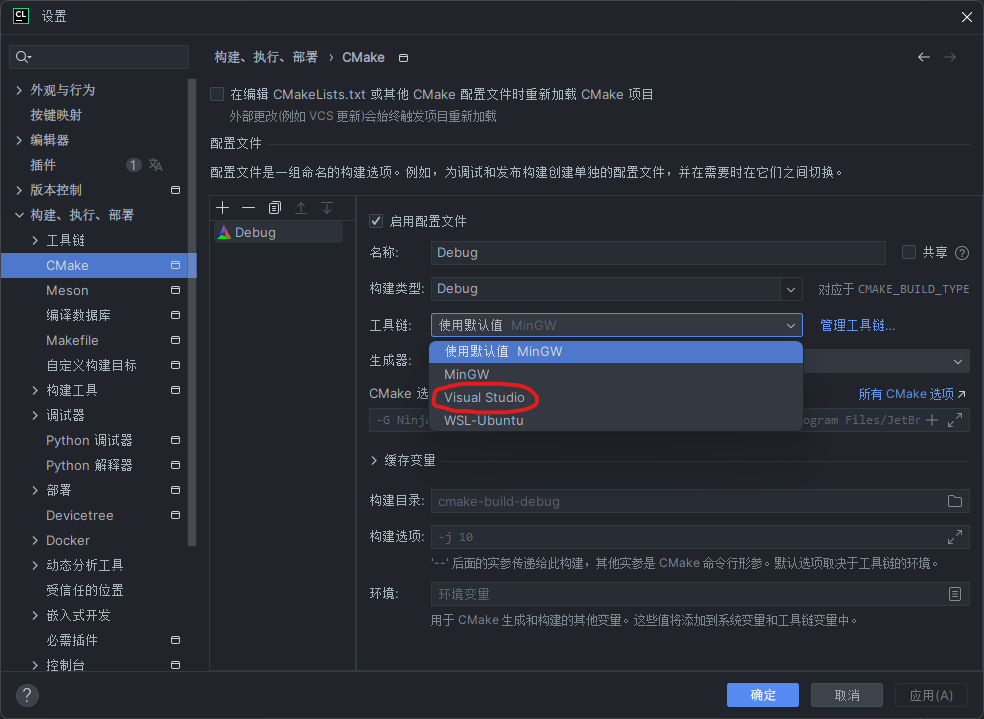 CL 设置
构建、执行、部署 › CMake
在编辑 CMakeLists.txt 或其他 CMake 配置文件时重新加载 CMake 项目
外部更改(例如 VCS 更新)会始终触发项目重新加载
配置文件
配置文件是一组命名的构建选项。例如，为调试和发布构建创建单独的配置文件，并在需要时在它们之间切换。
外观与行为
按键映射
编辑器
插件 1
版本控制
构建、执行、部署
工具链
CMake
Meson
编译数据库
Makefile
自定义构建目标
构建工具
调试器
Python 调试器
Python 解释器
部署
Devicetree
Docker
动态分析工具
受信任的位置
嵌入式开发
必需插件
控制台
Debug
启用配置文件
名称: Debug 共享
构建类型: Debug 对应于 CMAKE_BUILD_TYPE
工具链: 使用默认值 MinGW 管理工具链...
使用默认值 MinGW
MinGW
Visual Studio
WSL-Ubuntu
生成器:
CMake 选 所有 CMake 选项
-G Ninja ogram Files/JetBr
缓存变量
构建目录: cmake-build-debug
构建选项: -j 10
'--' 后面的实参传递给此构建，其他实参是 CMake 命令行形参。默认选项取决于工具链的环境。
环境: 环境变量
用于 CMake 生成和构建的其他变量。这些值将添加到系统变量和工具链变量中。
?
确定 取消 应用(A)